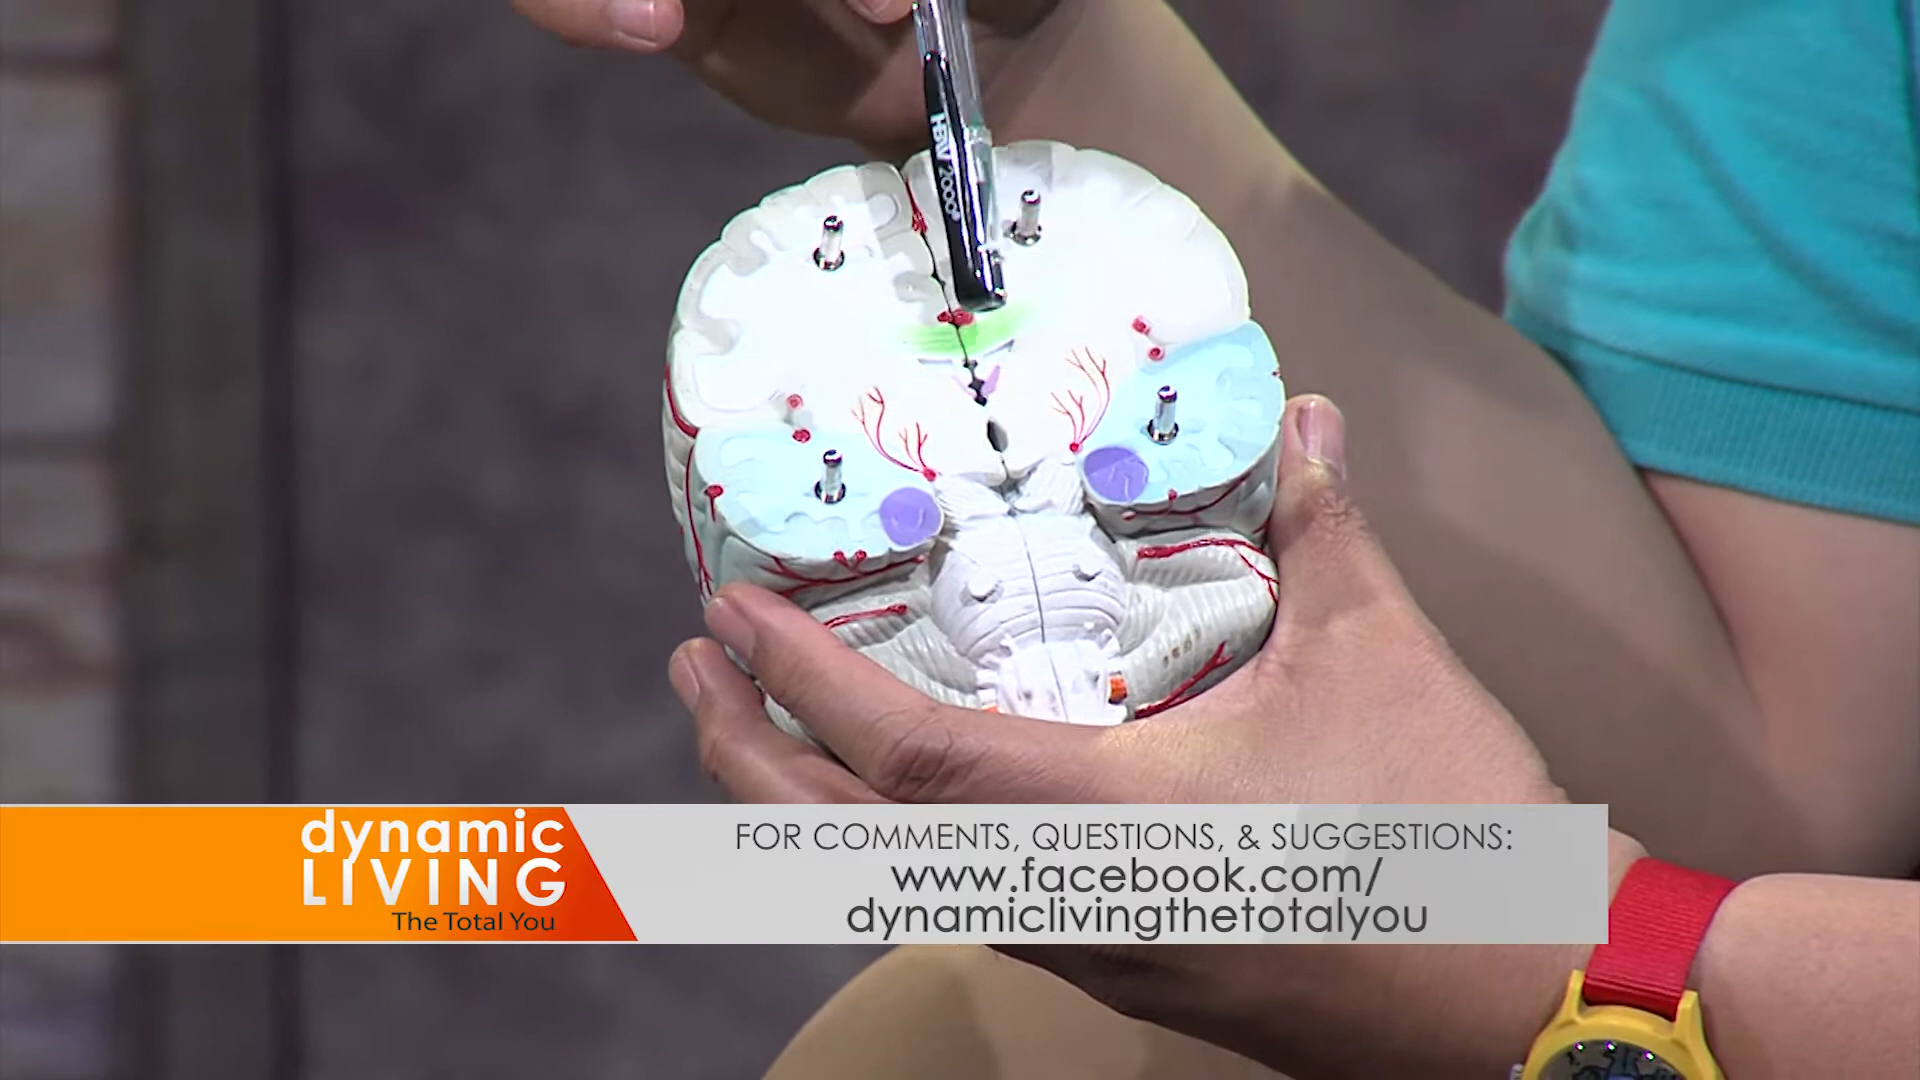 HBW 2000
dynamic
LIVING
The Total You
FOR COMMENTS, QUESTIONS, & SUGGESTIONS:
www.facebook.com/
dynamiclivingthetotalyou